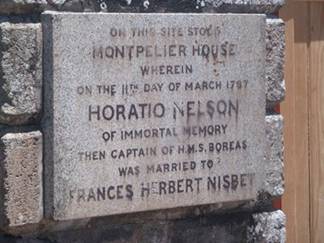 ON THIS SITE STOOD
MONTPELIER HOUSE
WHEREIN
ON THE 11TH DAY OF MARCH 1787
HORATIO NELSON
OF IMMORTAL MEMORY
THEN CAPTAIN OF H.M.S. BOREAS
WAS MARRIED TO
FRANCES HERBERT NISBET